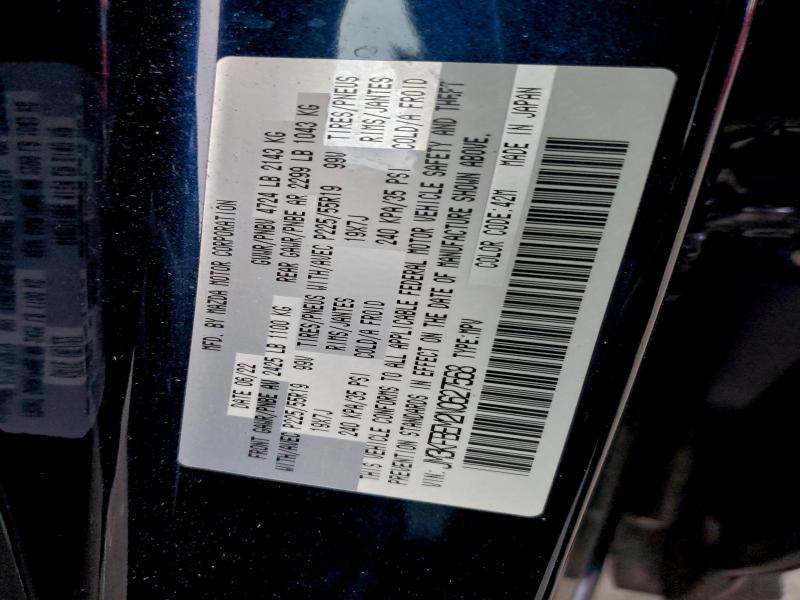 MFD. BY MAZDA MOTOR CORPORATION
DATE 06/22 GVWR/PNBV 4724 LB 2143 KG
FRONT GAWR/PNBE AV 2425 LB 1100 KG REAR GAWR/PNBE AR 2299 LB 1043 KG
WITH/AVEC P225/55R19 99V TIRES/PNEUS WITH/AVEC P225/55R19 99V TIRES/PNEUS
19X7J RIMS/JANTES 19X7J RIMS/JANTES
240 KPA/35 PSI COLD/A FROID 240 KPA/35 PSI COLD/A FROID
THIS VEHICLE CONFORMS TO ALL APPLICABLE FEDERAL MOTOR VEHICLE SAFETY AND THEFT
PREVENTION STANDARDS IN EFFECT ON THE DATE OF MANUFACTURE SHOWN ABOVE.
VIN: TYPE:MPV COLOR CODE:42M MADE IN JAPAN